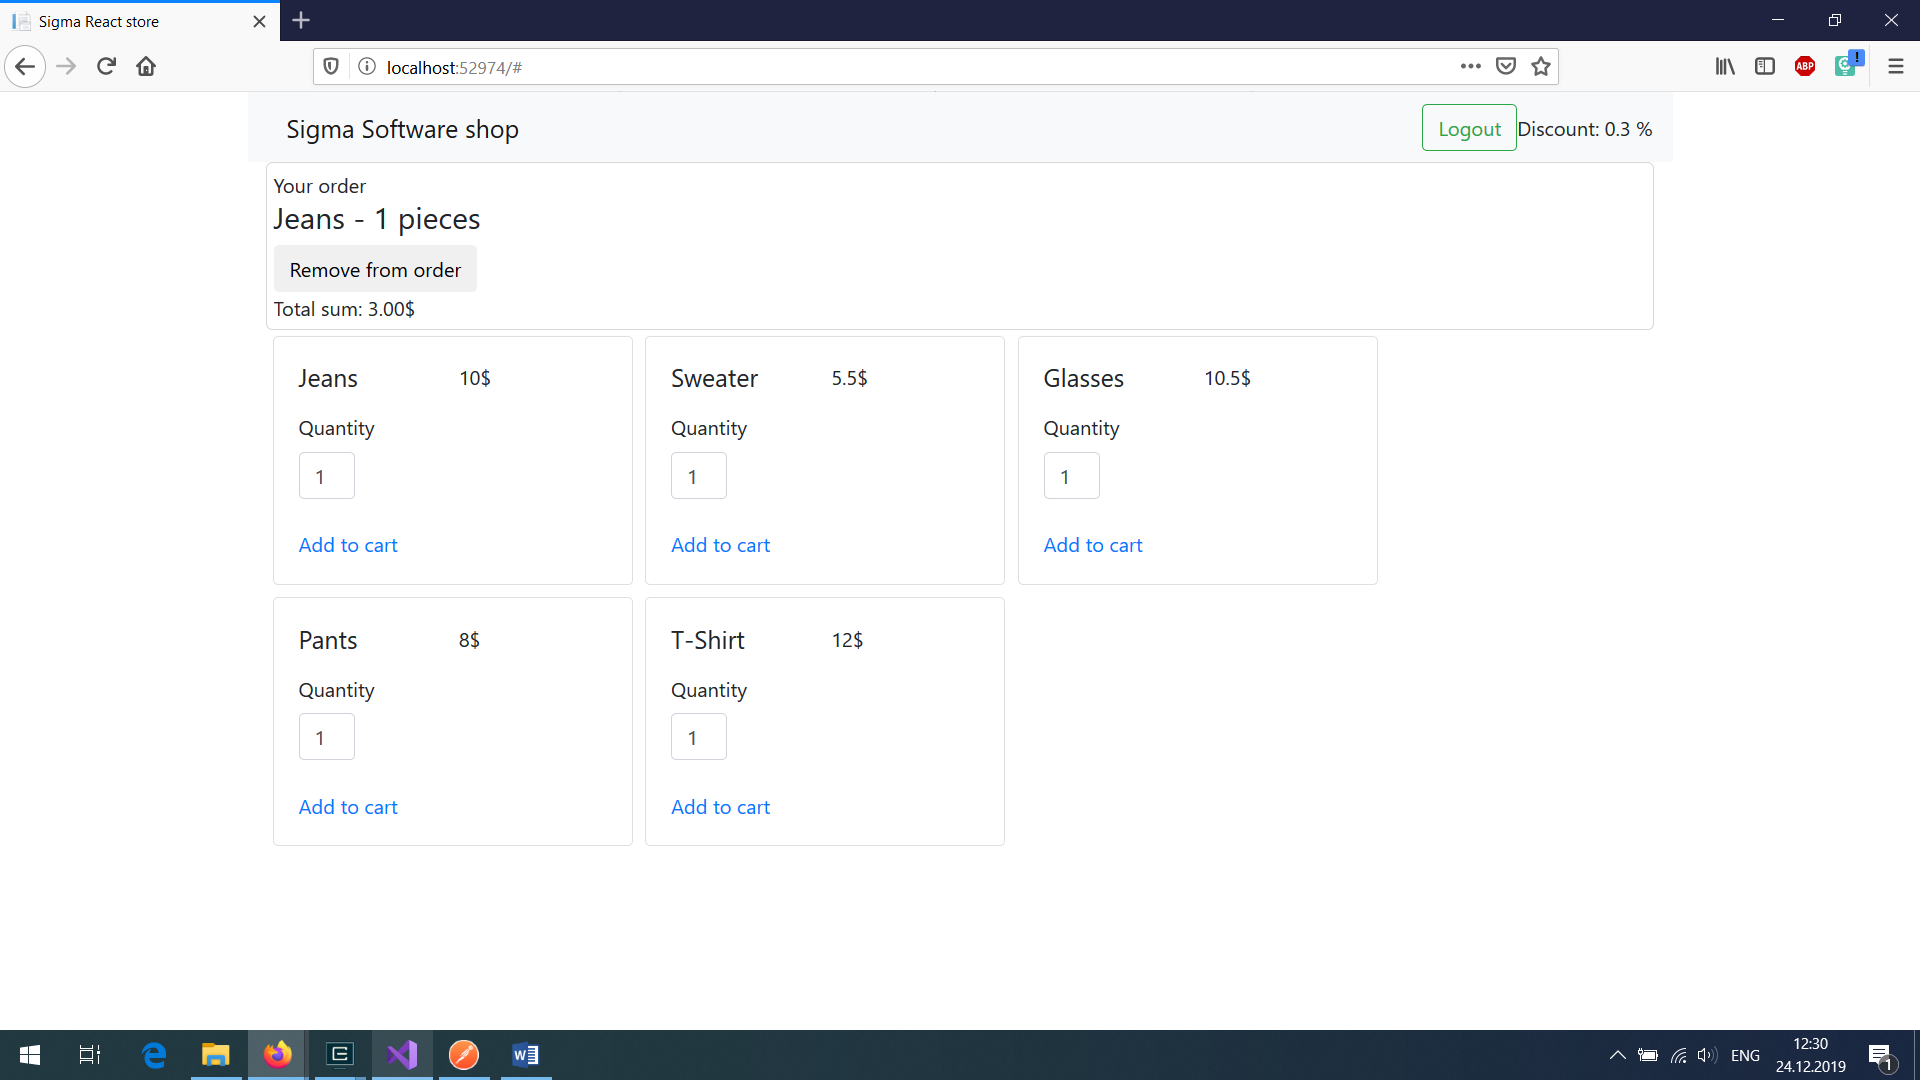 Sigma React store
localhost:52974/#
ABP
!
Sigma Software shop
Logout Discount: 0.3 %
Your order
Jeans - 1 pieces
Remove from order
Total sum: 3.00$
Jeans 10$
Quantity
1
Add to cart
Sweater 5.5$
Quantity
1
Add to cart
Glasses 10.5$
Quantity
1
Add to cart
Pants 8$
Quantity
1
Add to cart
T-Shirt 12$
Quantity
1
Add to cart
ENG
12:30
24.12.2019
1